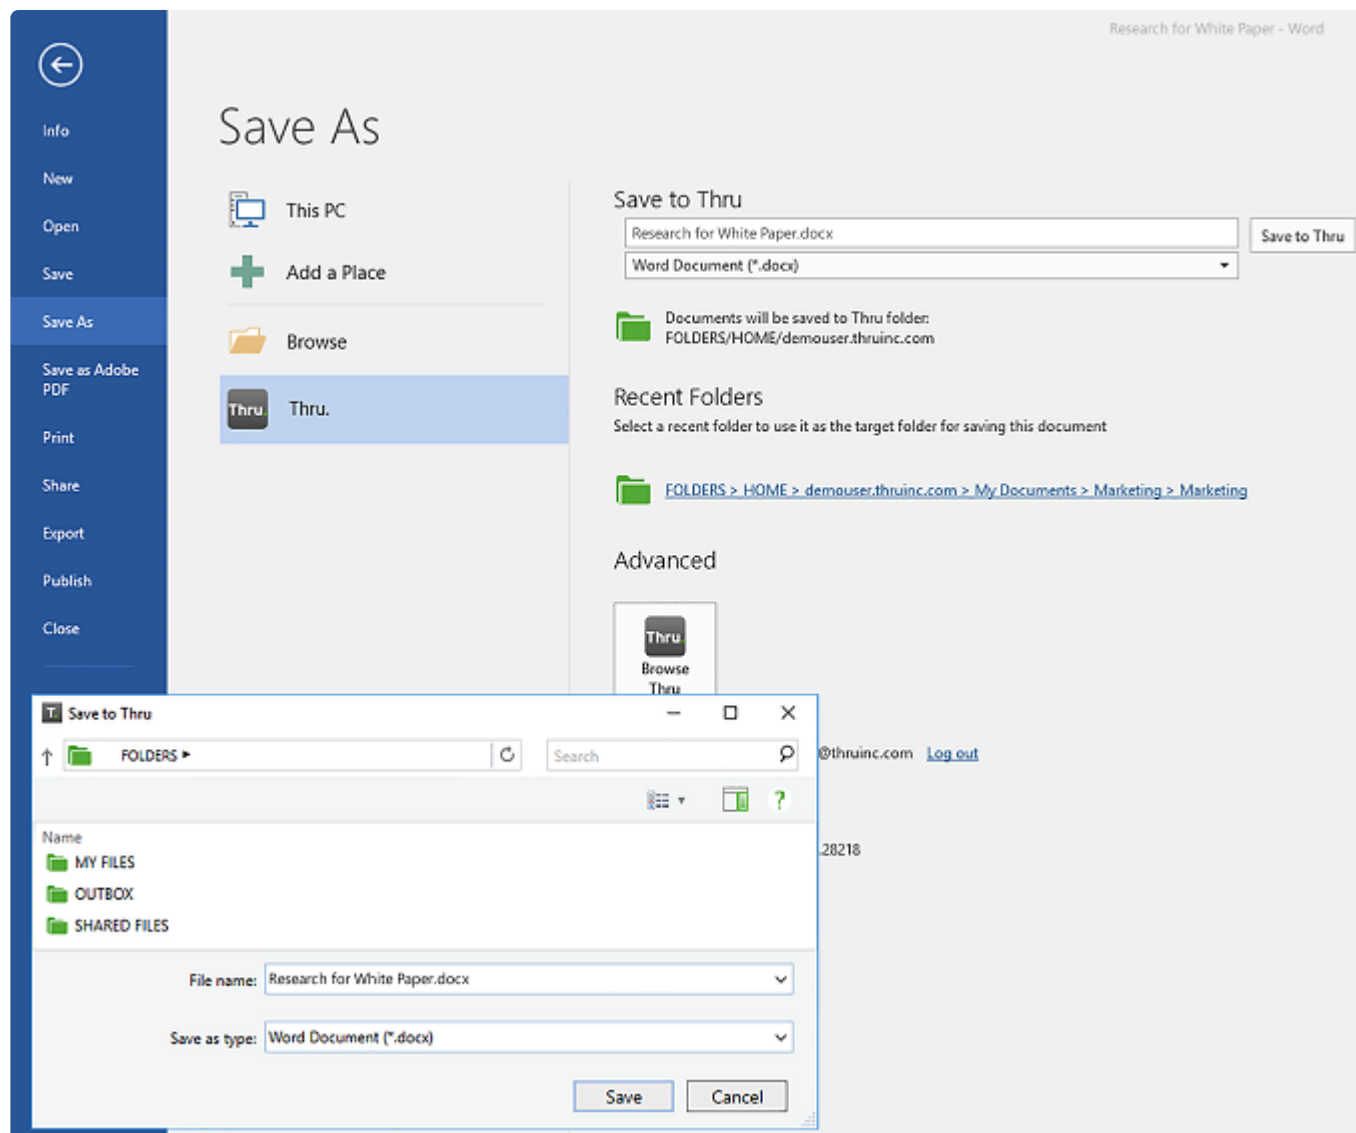 Research for White Paper - Word
Info
New
Open
Save
Save As
Save as Adobe
PDF
Print
Share
Export
Publish
Close
Save As
This PC
Add a Place
Browse
Thru. Thru.
Save to Thru
Research for White Paper.docx Save to Thru
Word Document (*.docx)
Documents will be saved to Thru folder:
FOLDERS/HOME/demouser.thruinc.com
Recent Folders
Select a recent folder to use it as the target folder for saving this document
FOLDERS > HOME > demouser.thruinc.com > My Documents > Marketing > Marketing
Advanced
Thru.
Browse
Thru
@thruinc.com Log out
.28218
T. Save to Thru
FOLDERS
Search
?
Name
MY FILES
OUTBOX
SHARED FILES
File name: Research for White Paper.docx
Save as type: Word Document (*.docx)
Save Cancel